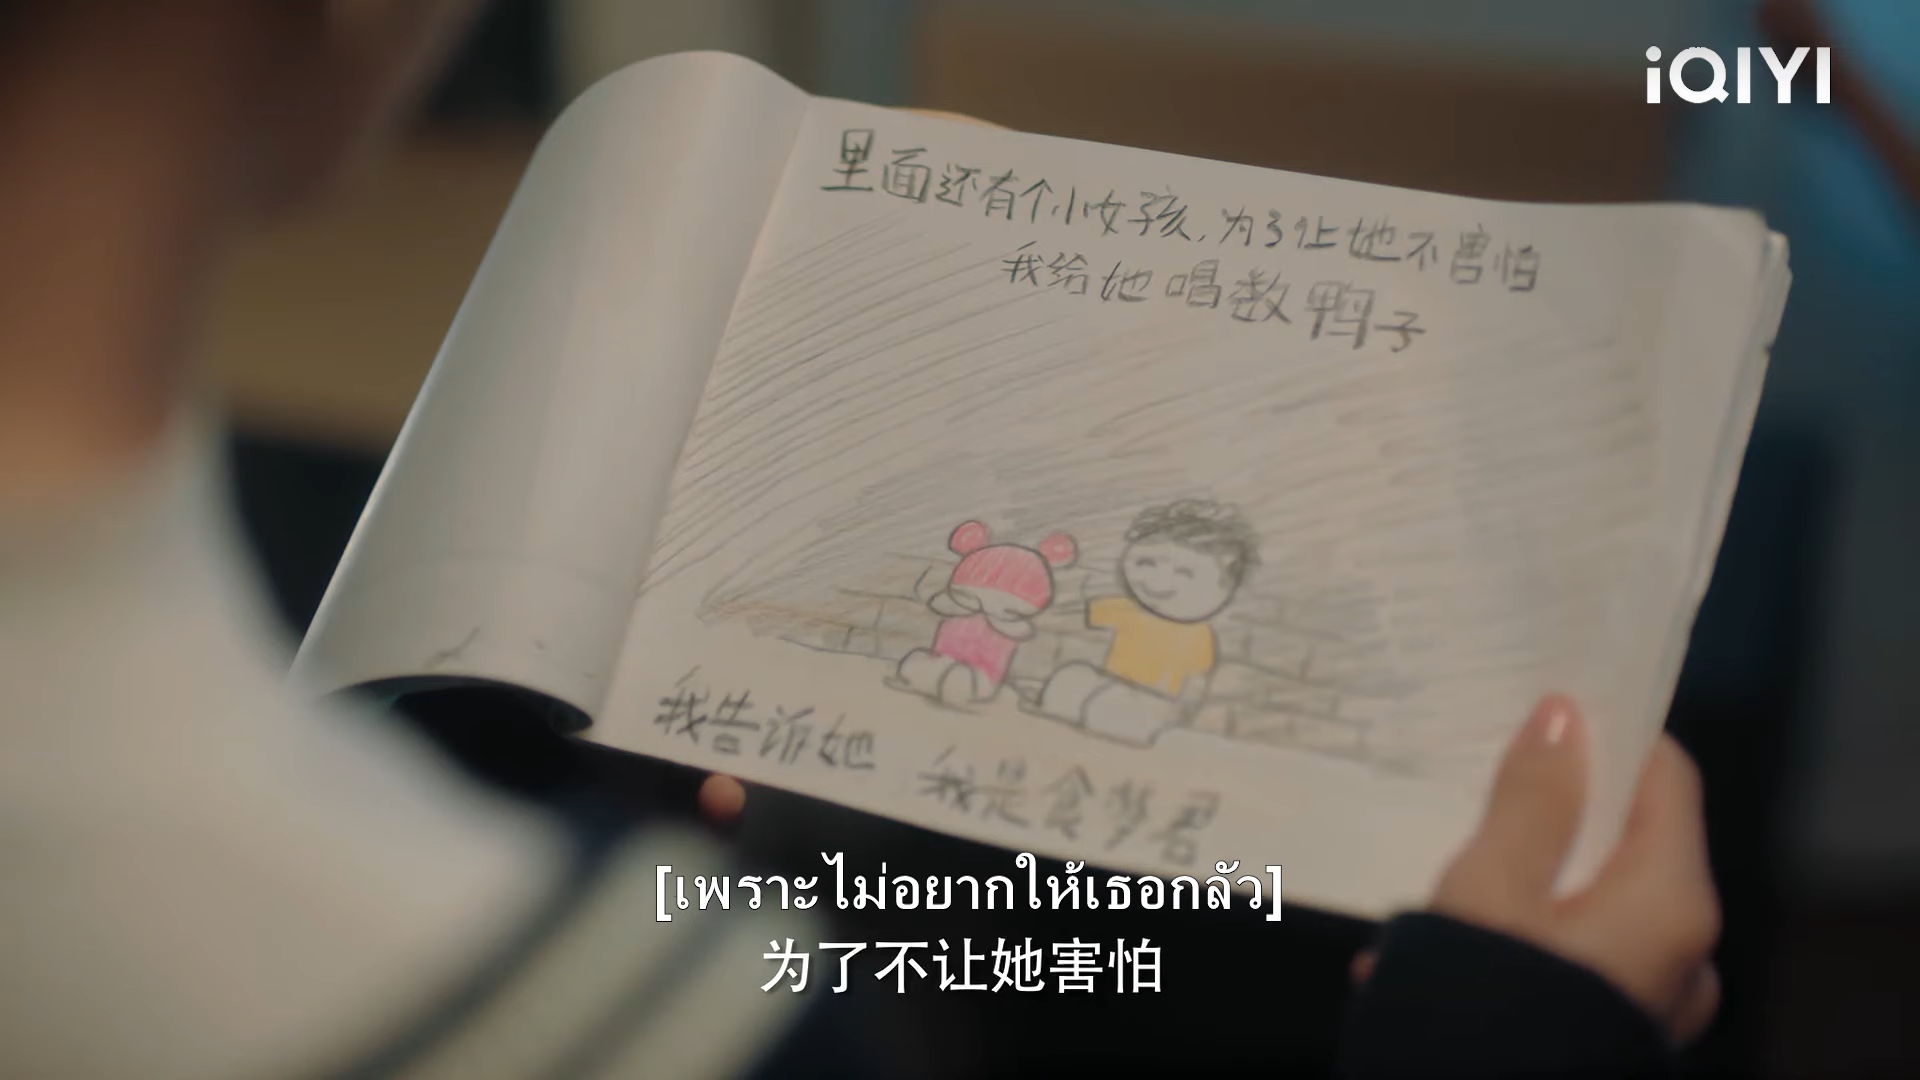 iQIYI
里面还有个小女孩,为了让她不害怕
我给她唱数鸭子
我告诉她 我是食梦君
[เพราะไม่อยากให้เธอกลัว]
为了不让她害怕